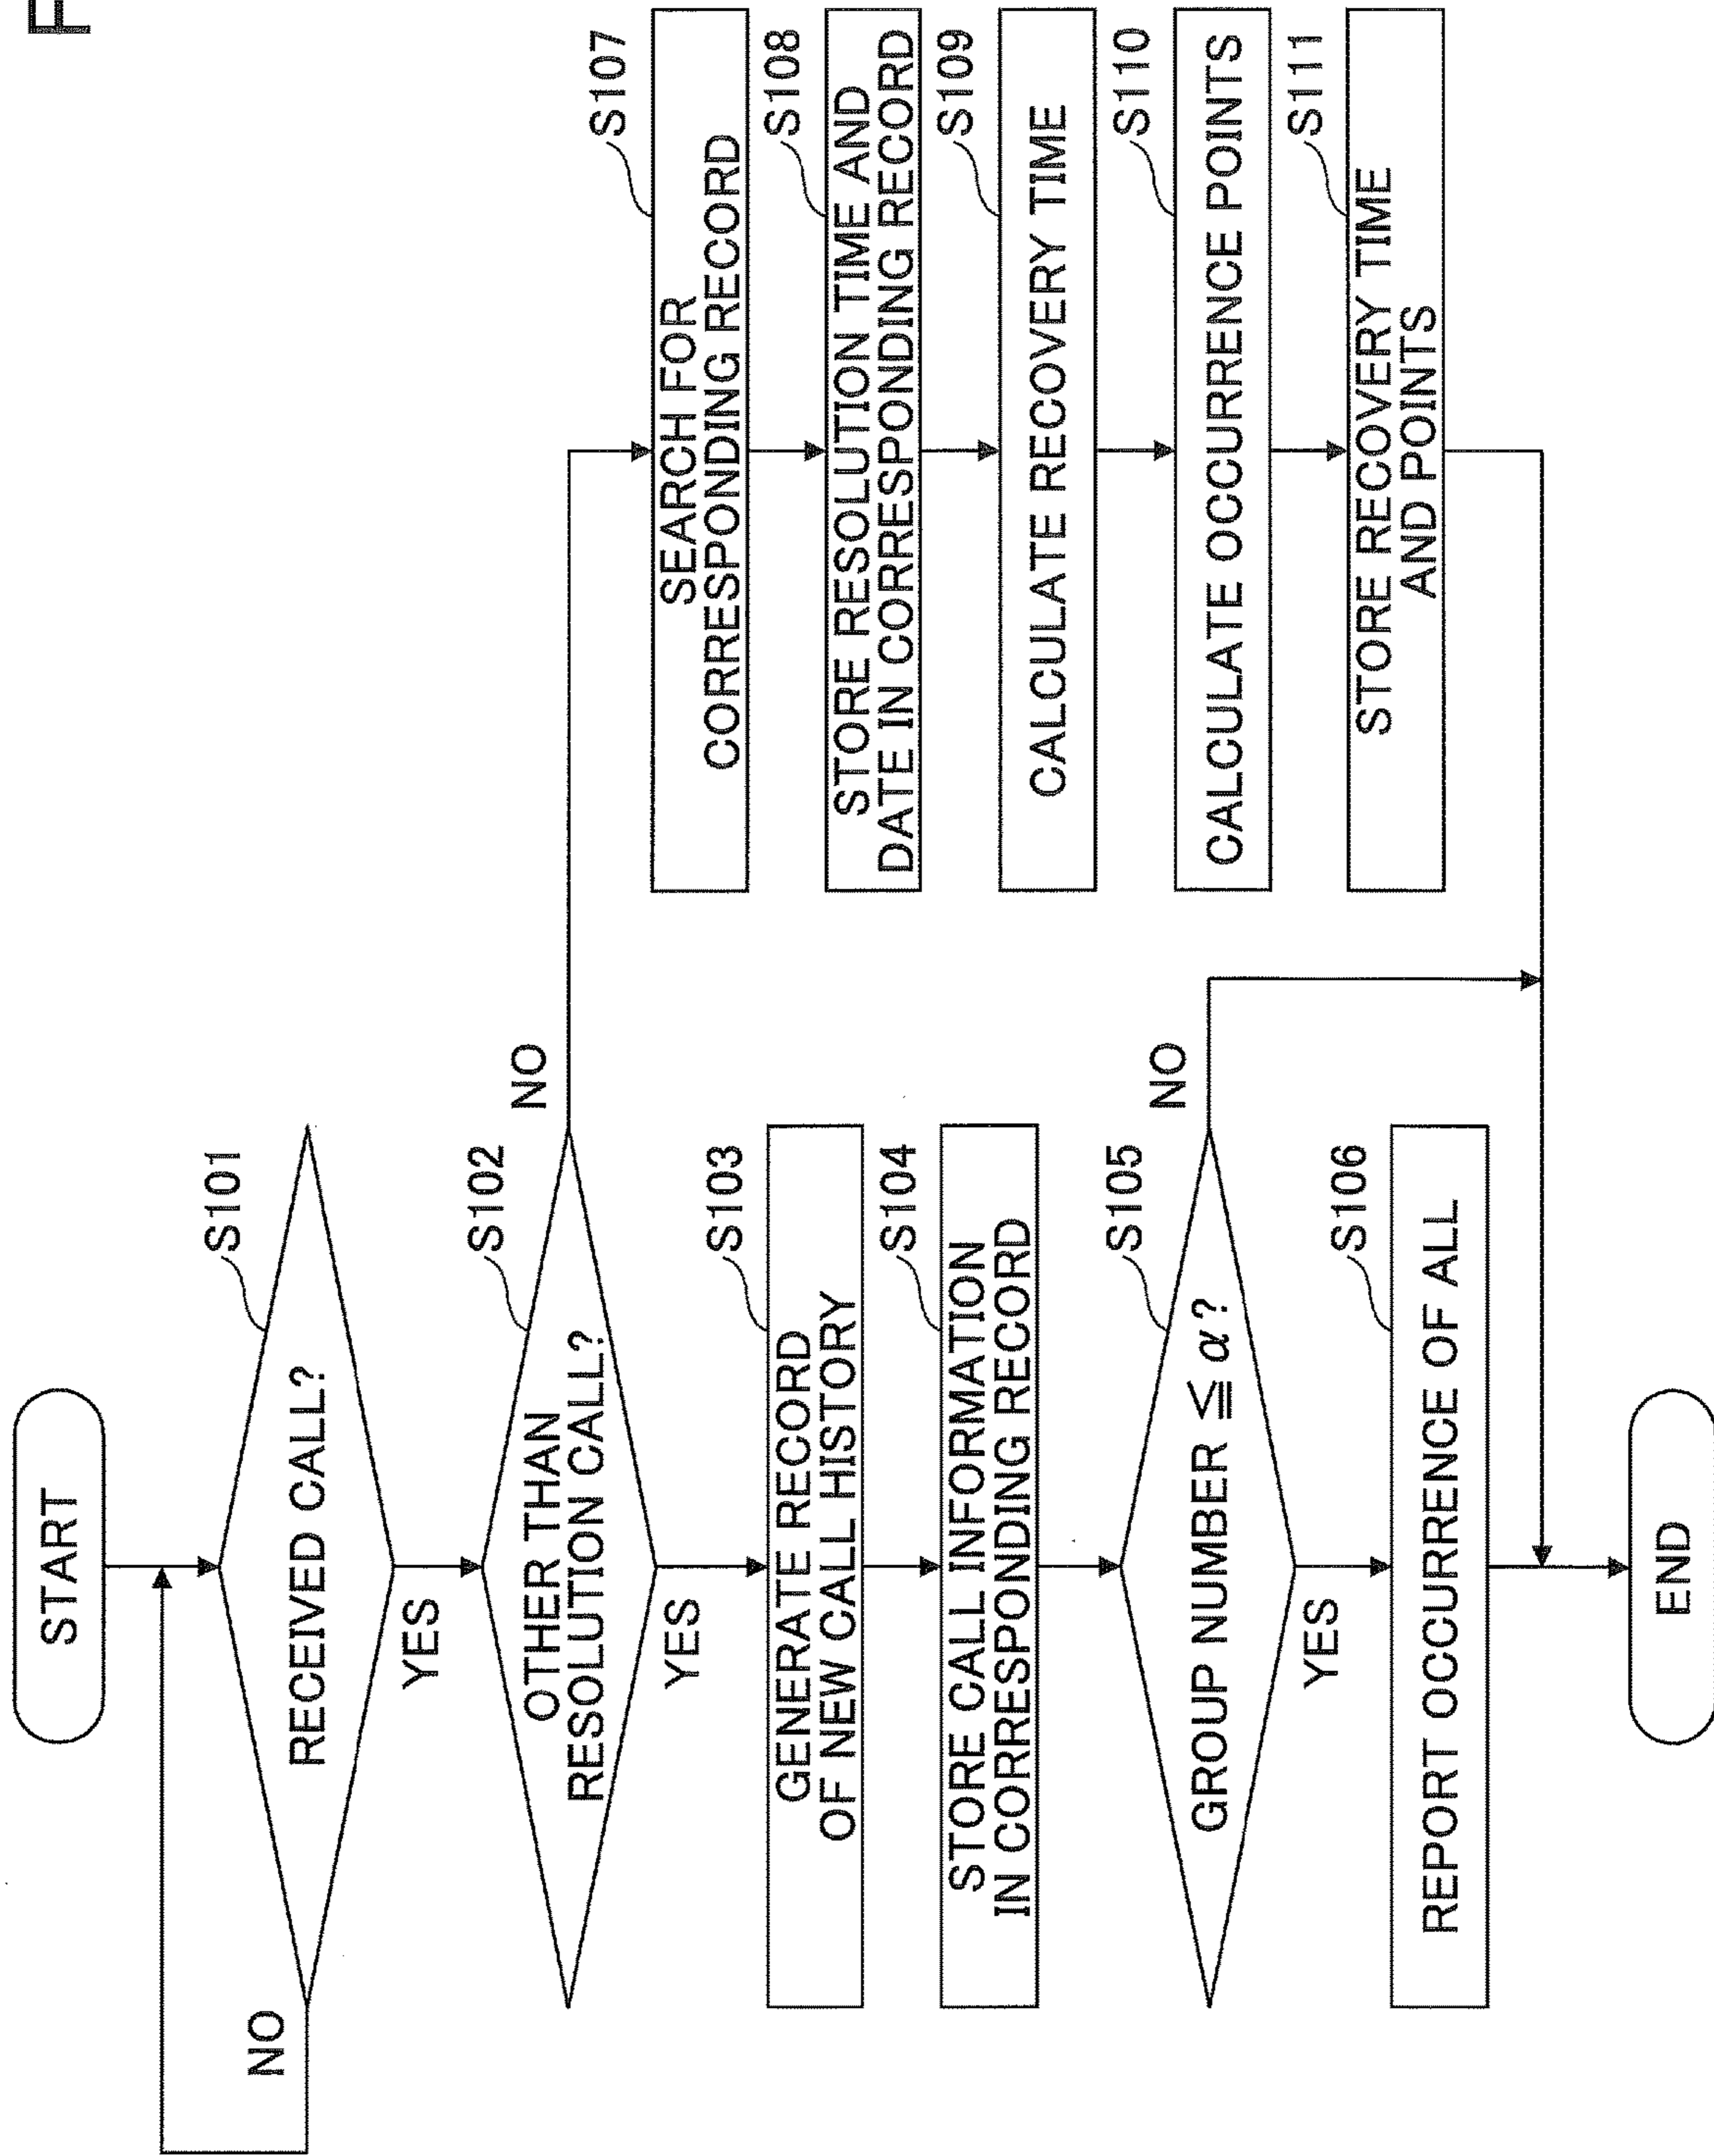 F
START
S101
RECEIVED CALL?
NO
YES
S102
OTHER THAN
RESOLUTION CALL?
NO
YES
S103
GENERATE RECORD
OF NEW CALL HISTORY
S104
STORE CALL INFORMATION
IN CORRESPONDING RECORD
S105
GROUP NUMBER ≦ α?
NO
YES
S106
REPORT OCCURRENCE OF ALL
END
S107
SEARCH FOR
CORRESPONDING RECORD
S108
STORE RESOLUTION TIME AND
DATE IN CORRESPONDING RECORD
S109
CALCULATE RECOVERY TIME
S110
CALCULATE OCCURRENCE POINTS
S111
STORE RECOVERY TIME
AND POINTS